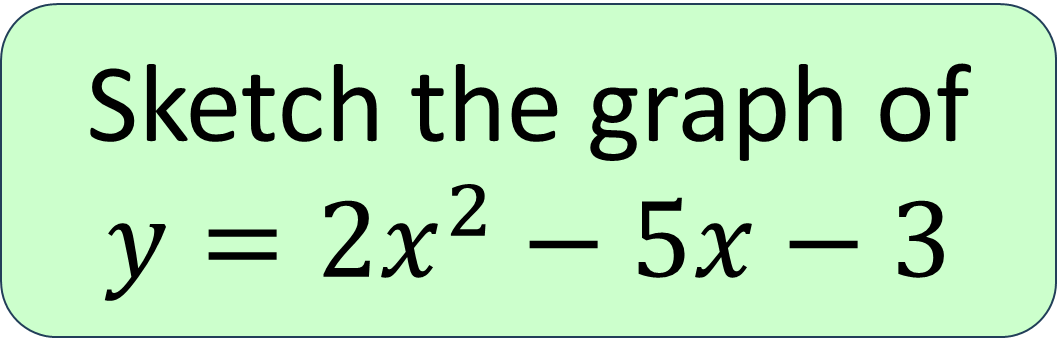 Sketch the graph of
𝑦 = 2𝑥² − 5𝑥 − 3